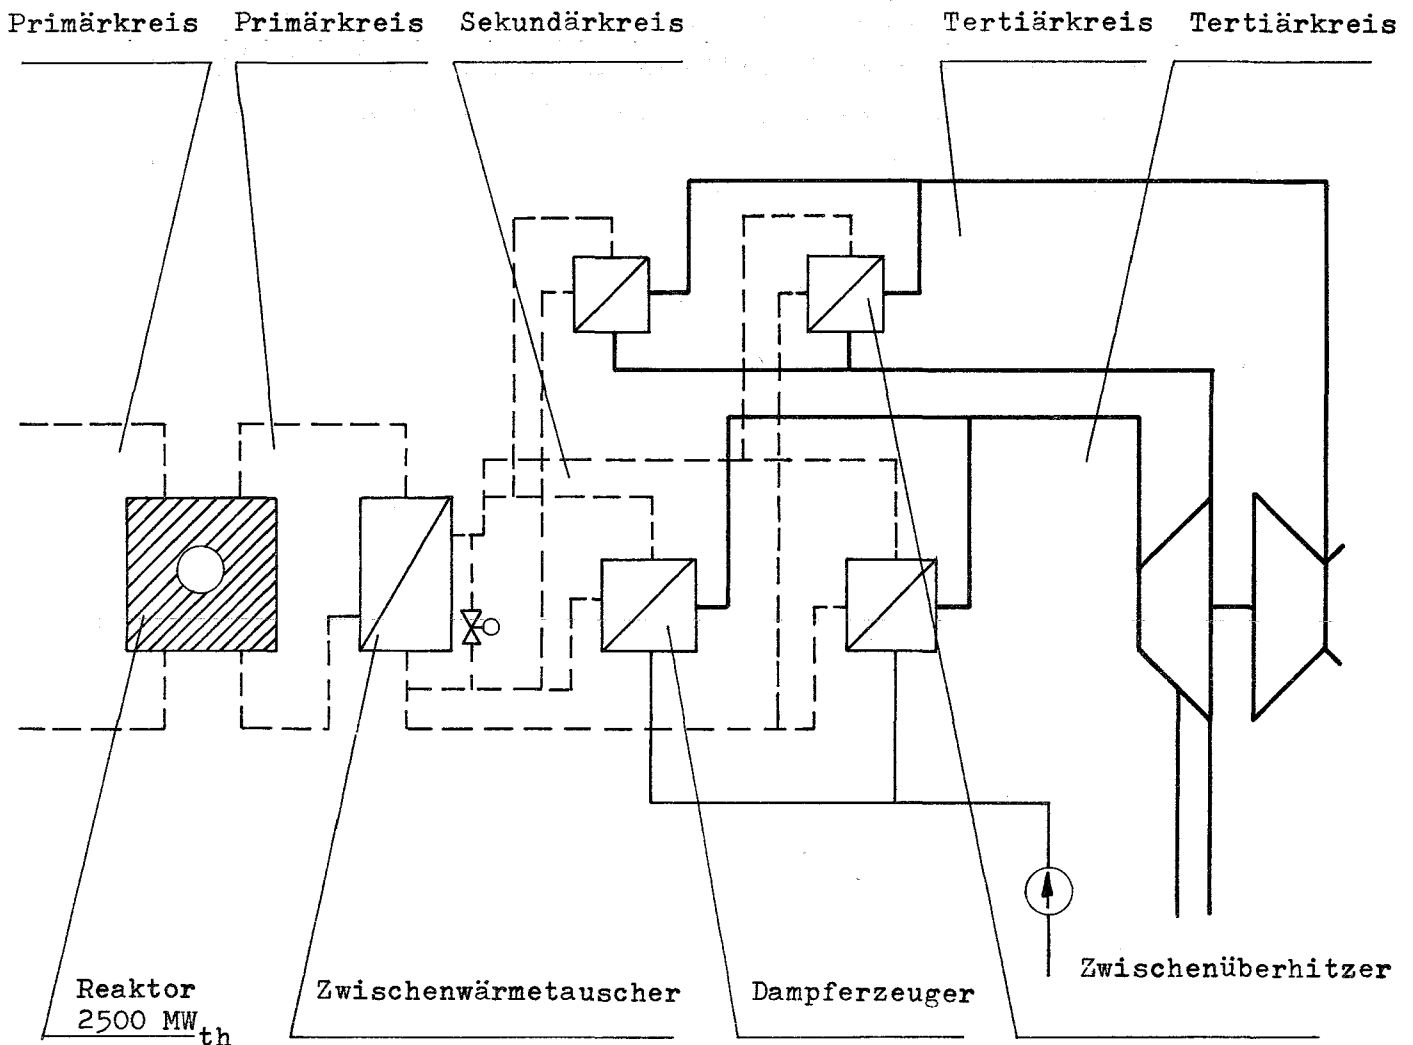 Primärkreis Primärkreis Sekundärkreis Tertiärkreis Tertiärkreis
Zwischenüberhitzer
Reaktor
2500 MWth
Zwischenwärmetauscher
Dampferzeuger